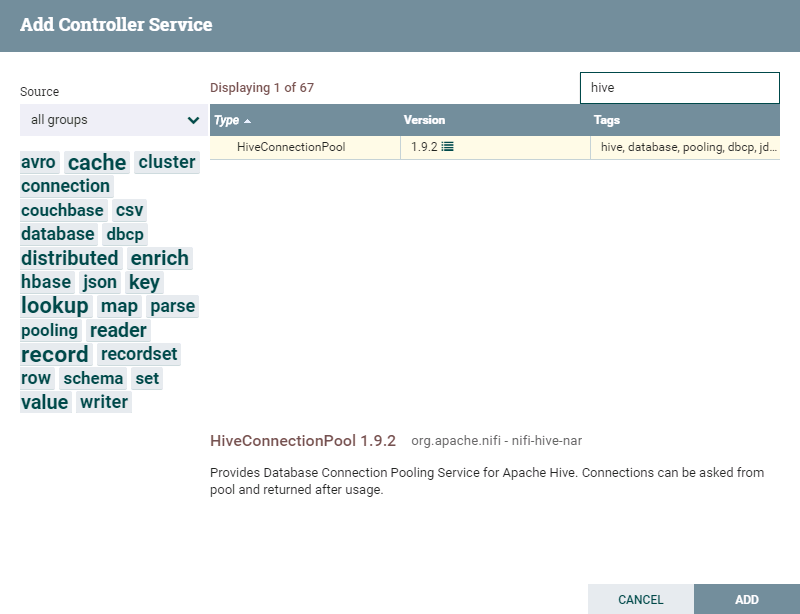 Add Controller Service
Source
Displaying 1 of 67
hive
all groups
Type
Version
Tags
HiveConnectionPool
1.9.2
hive, database, pooling, dbcp, jd...
avro cache cluster
connection
couchbase csv
database dbcp
distributed enrich
hbase json key
lookup map parse
pooling reader
record recordset
row schema set
value writer
HiveConnectionPool 1.9.2 org.apache.nifi - nifi-hive-nar
Provides Database Connection Pooling Service for Apache Hive. Connections can be asked from
pool and returned after usage.
CANCEL
ADD